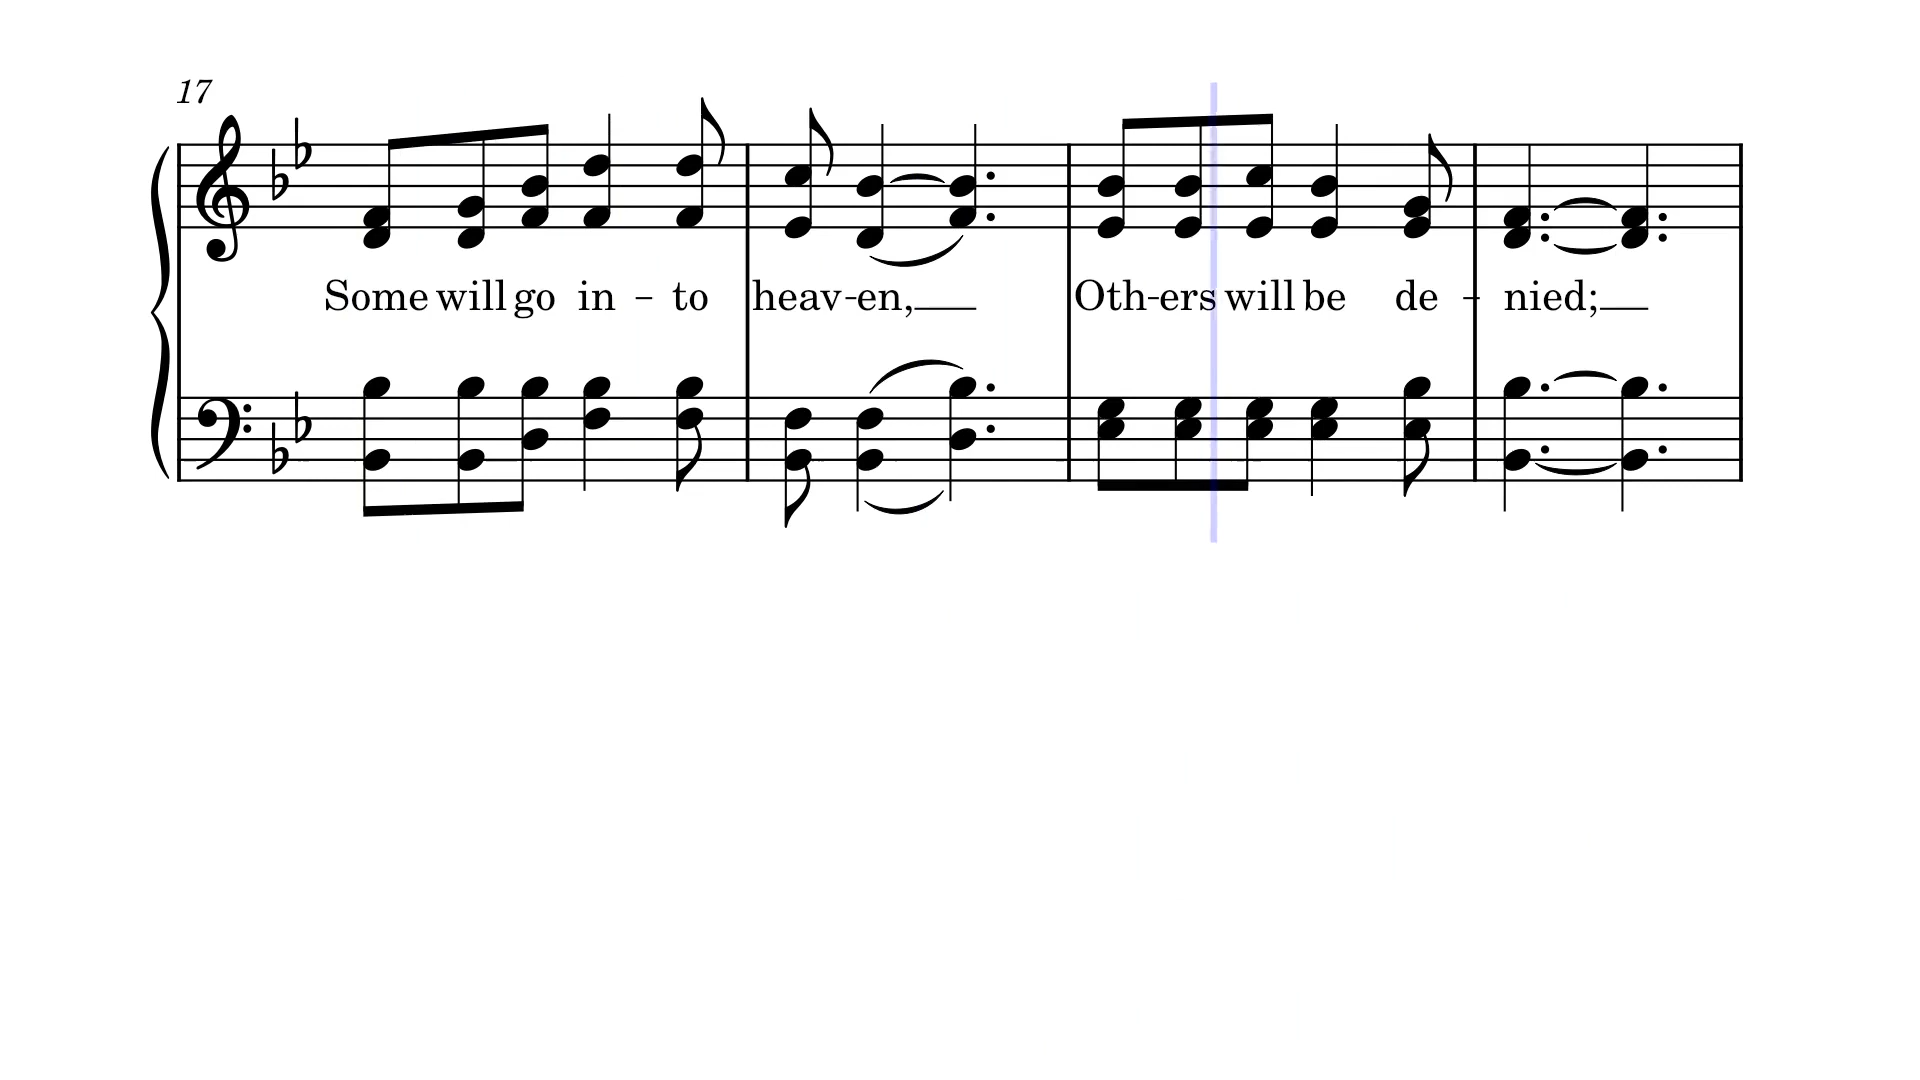 17
Some will go in - to heav-en, Oth-ers will be de - nied;